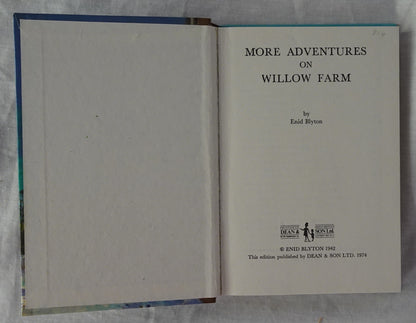 MORE ADVENTURES
ON
WILLOW FARM
by
Enid Blyton
DEAN & SON Ltd.
© ENID BLYTON 1942
This edition published by DEAN & SON LTD. 1974